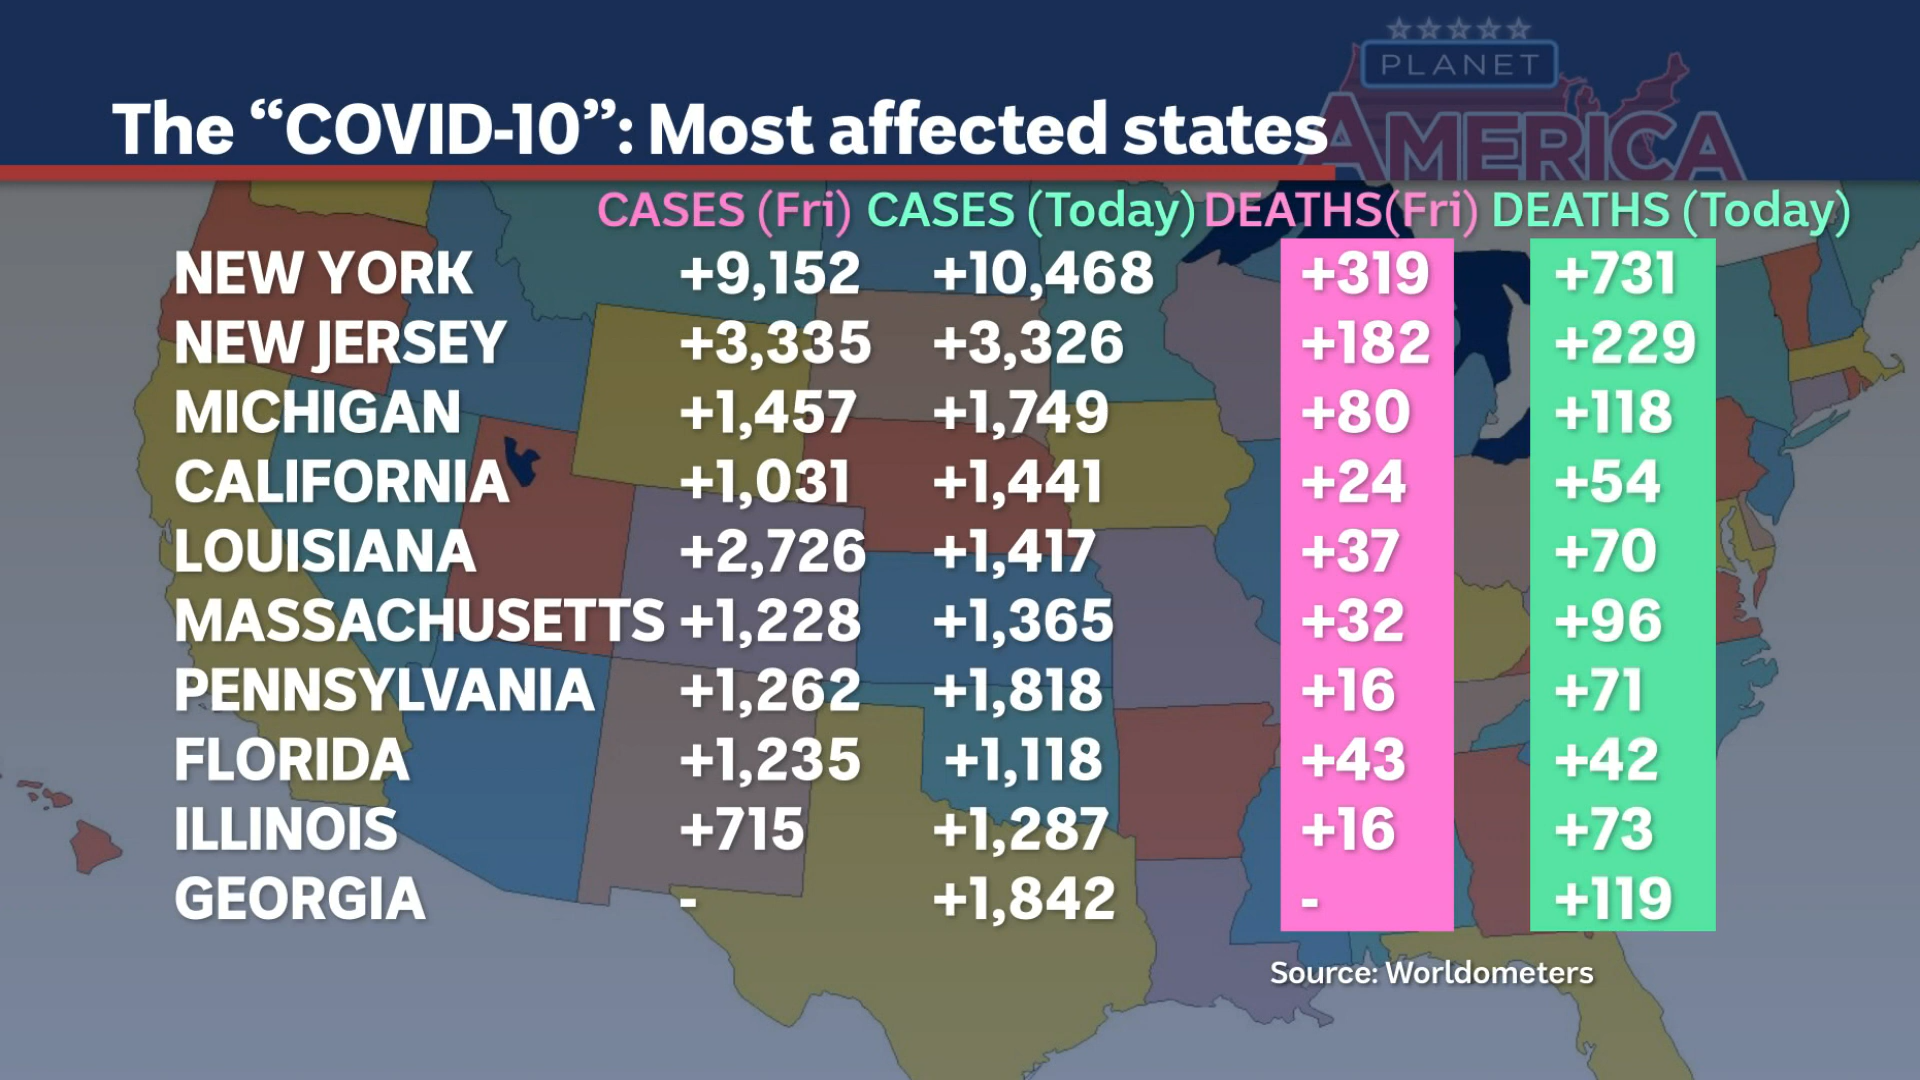 PLANET
AMERICA
The “COVID-10”: Most affected states
CASES (Fri) CASES (Today) DEATHS(Fri) DEATHS (Today)
NEW YORK +9,152 +10,468 +319 +731
NEW JERSEY +3,335 +3,326 +182 +229
MICHIGAN +1,457 +1,749 +80 +118
CALIFORNIA +1,031 +1,441 +24 +54
LOUISIANA +2,726 +1,417 +37 +70
MASSACHUSETTS +1,228 +1,365 +32 +96
PENNSYLVANIA +1,262 +1,818 +16 +71
FLORIDA +1,235 +1,118 +43 +42
ILLINOIS +715 +1,287 +16 +73
GEORGIA - +1,842 - +119
Source: Worldometers